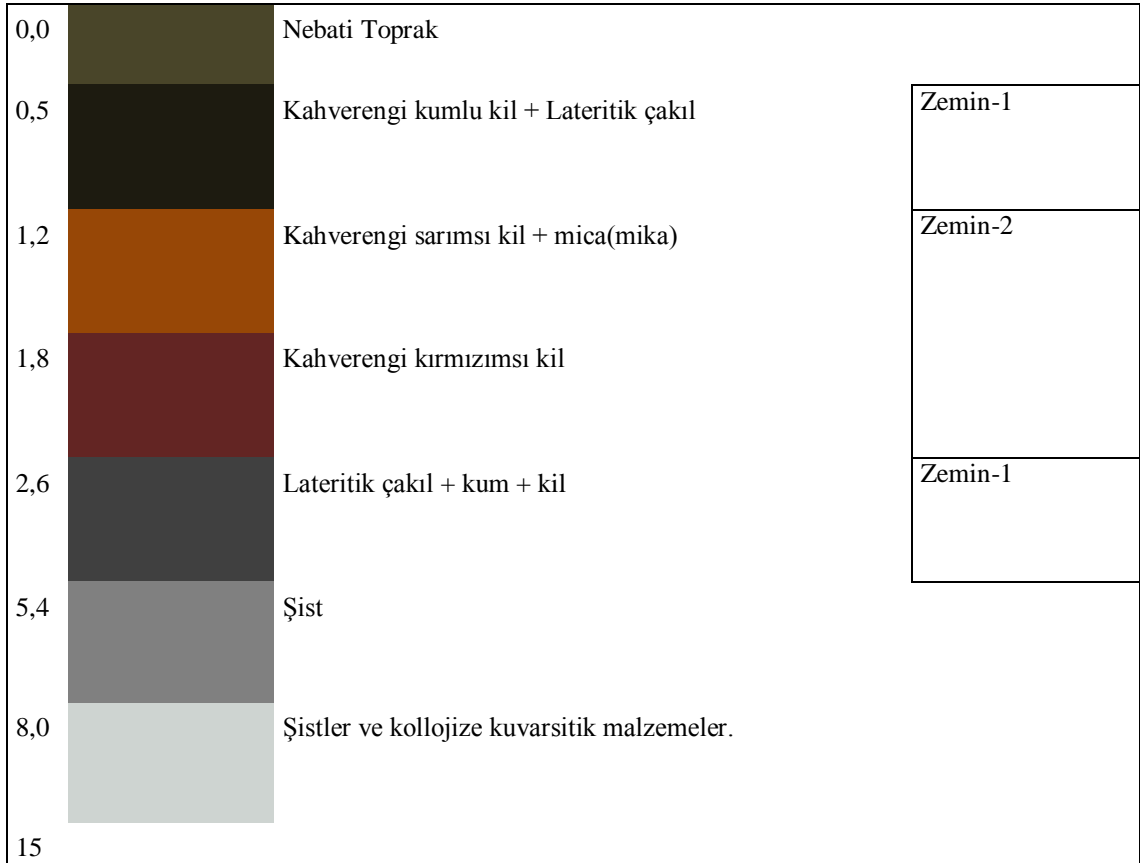 0,0 Nebati Toprak
0,5 Kahverengi kumlu kil + Lateritik çakıl Zemin-1
1,2 Kahverengi sarımsı kil + mica(mika) Zemin-2
1,8 Kahverengi kırmızımsı kil
2,6 Lateritik çakıl + kum + kil Zemin-1
5,4 Şist
8,0 Şistler ve kollojize kuvarsitik malzemeler.
15